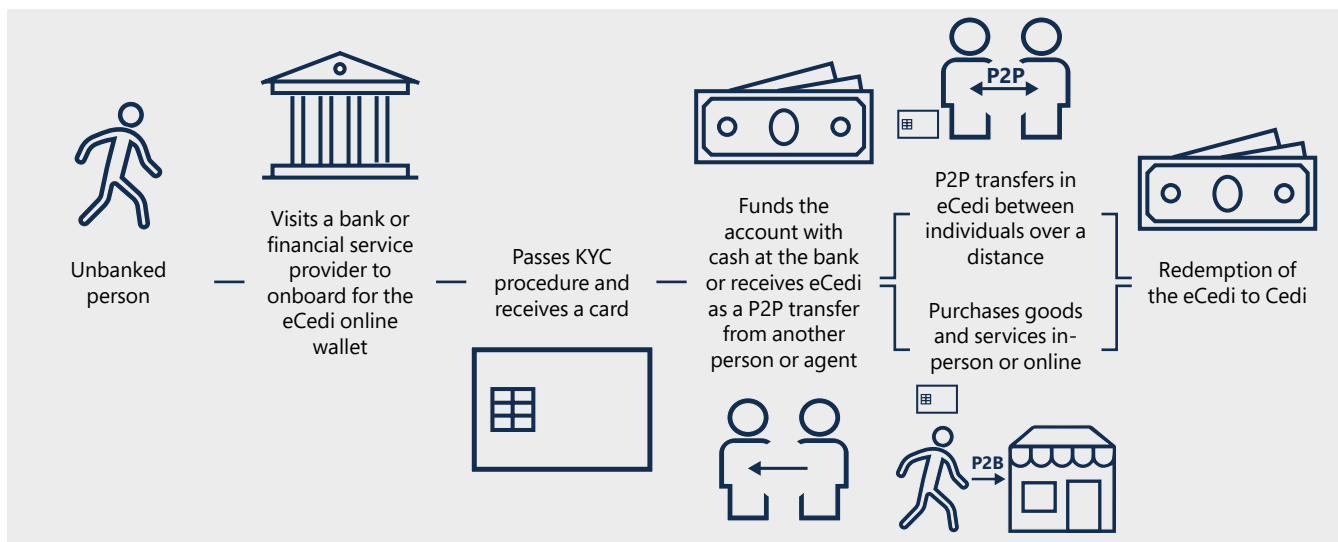 Unbanked
person
Visits a bank or
financial service
provider to
onboard for the
eCedi online
wallet
Passes KYC
procedure and
receives a card
Funds the
account with
cash at the bank
or receives eCedi
as a P2P transfer
from another
person or agent
P2P
P2P transfers in
eCedi between
individuals over a
distance
Purchases goods
and services in-
person or online
P2B
Redemption of
the eCedi to Cedi